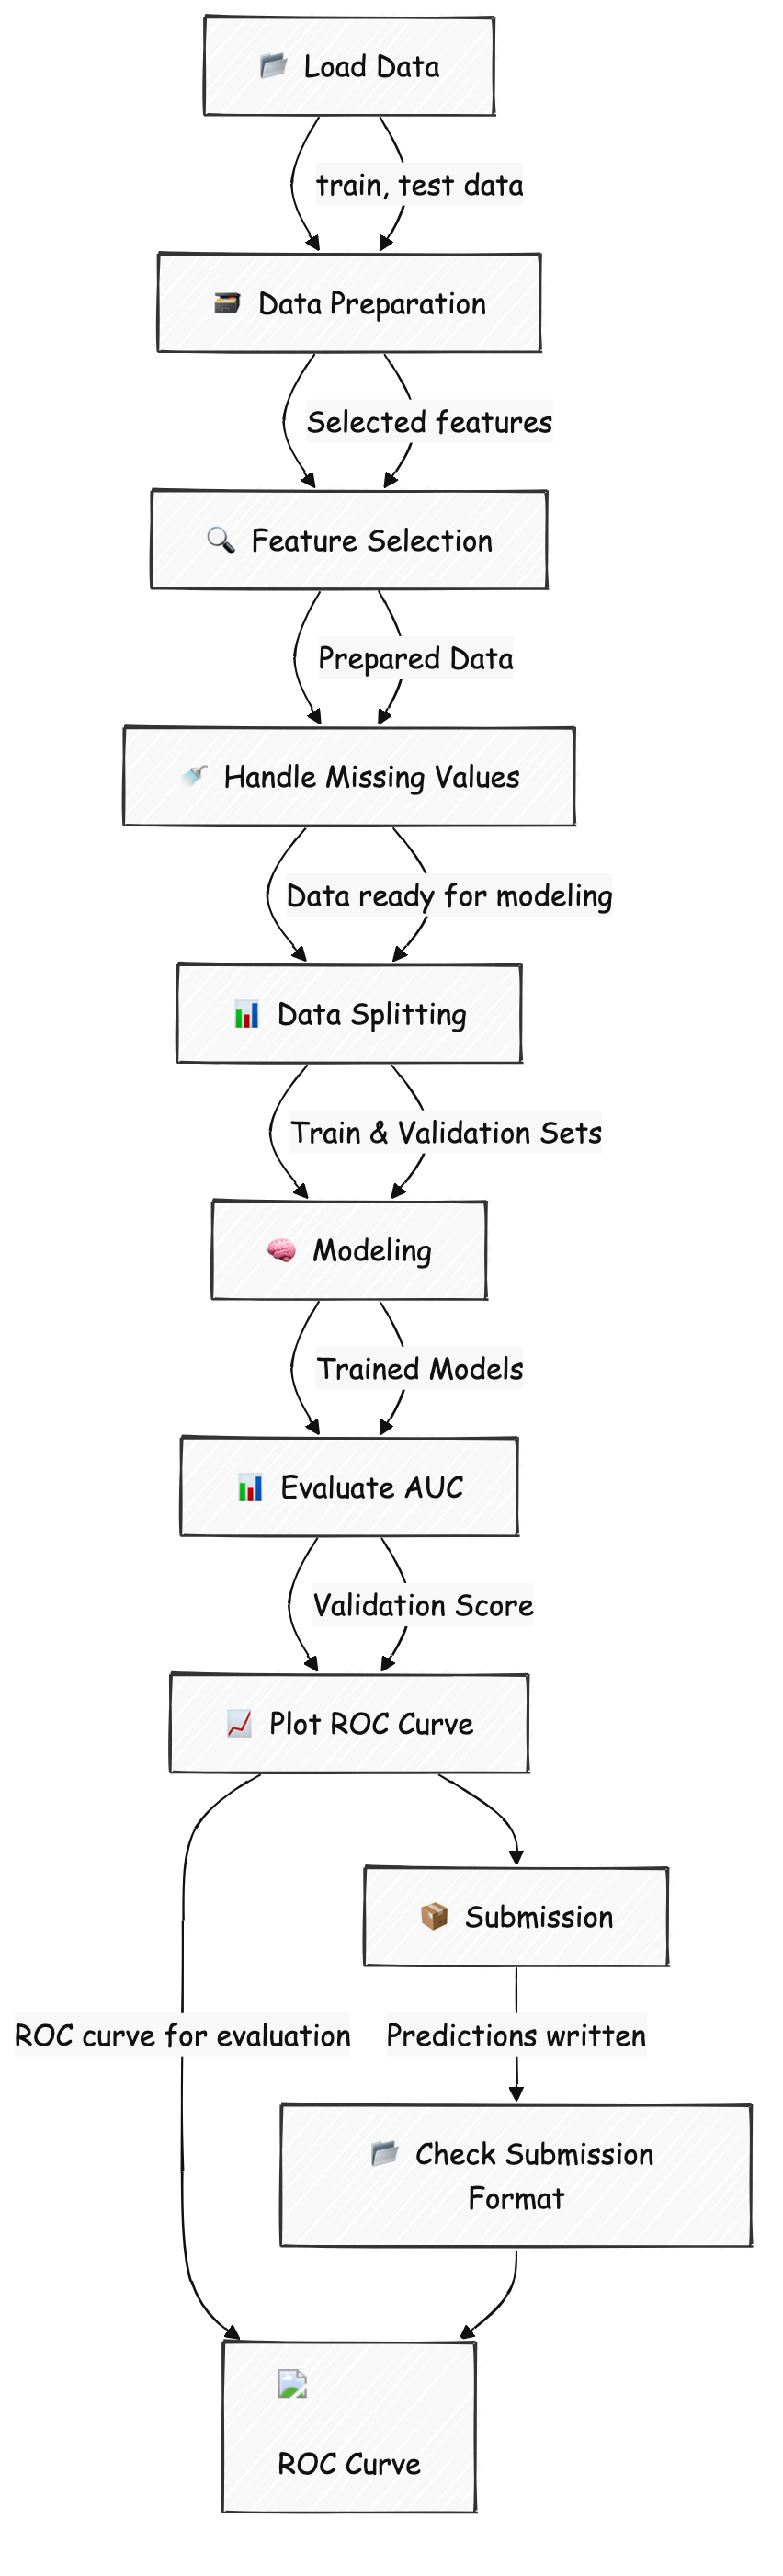 Load Data
train, test data
Data Preparation
Selected features
Feature Selection
Prepared Data
Handle Missing Values
Data ready for modeling
Data Splitting
Train & Validation Sets
Modeling
Trained Models
Evaluate AUC
Validation Score
Plot ROC Curve
Submission
ROC curve for evaluation
Predictions written
Check Submission
Format
ROC Curve